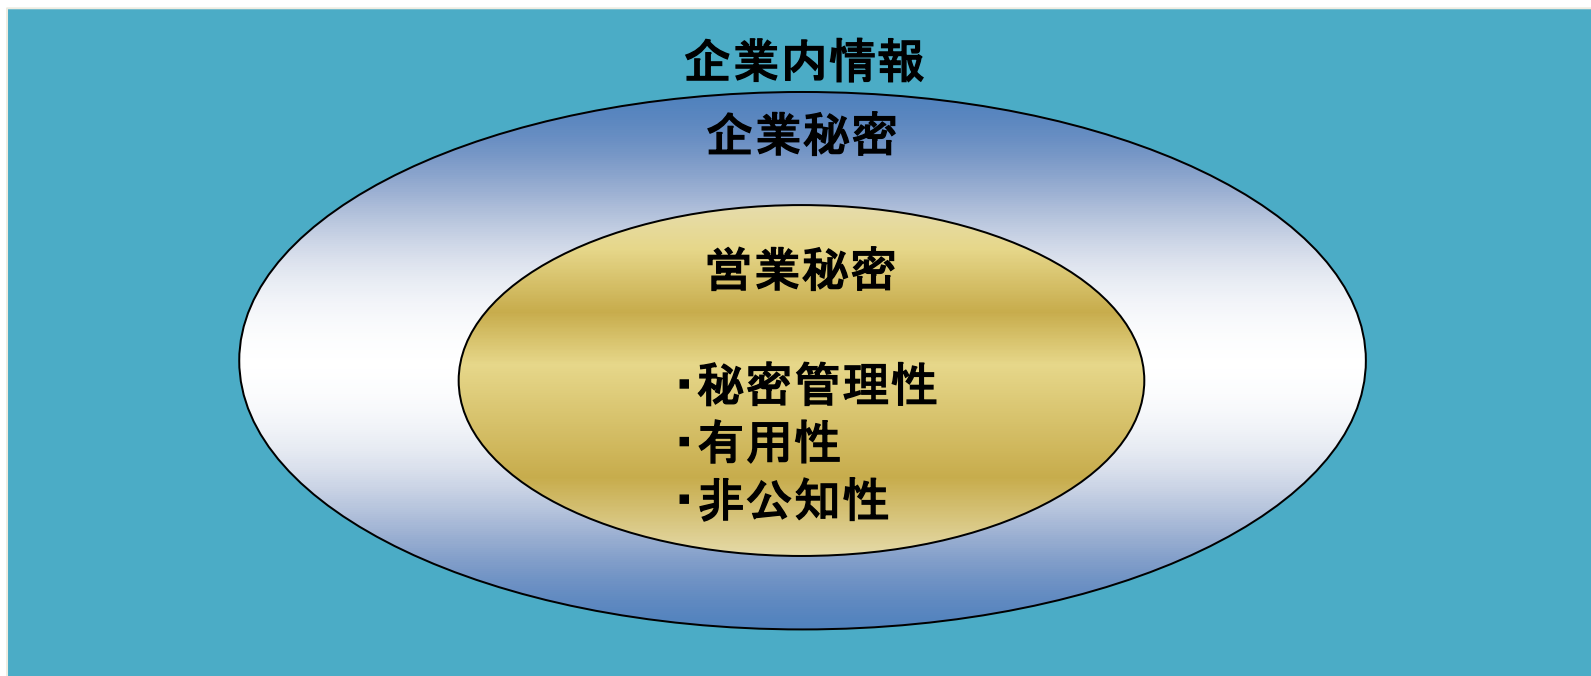 企業内情報
企業秘密
営業秘密
・秘密管理性
・有用性
・非公知性